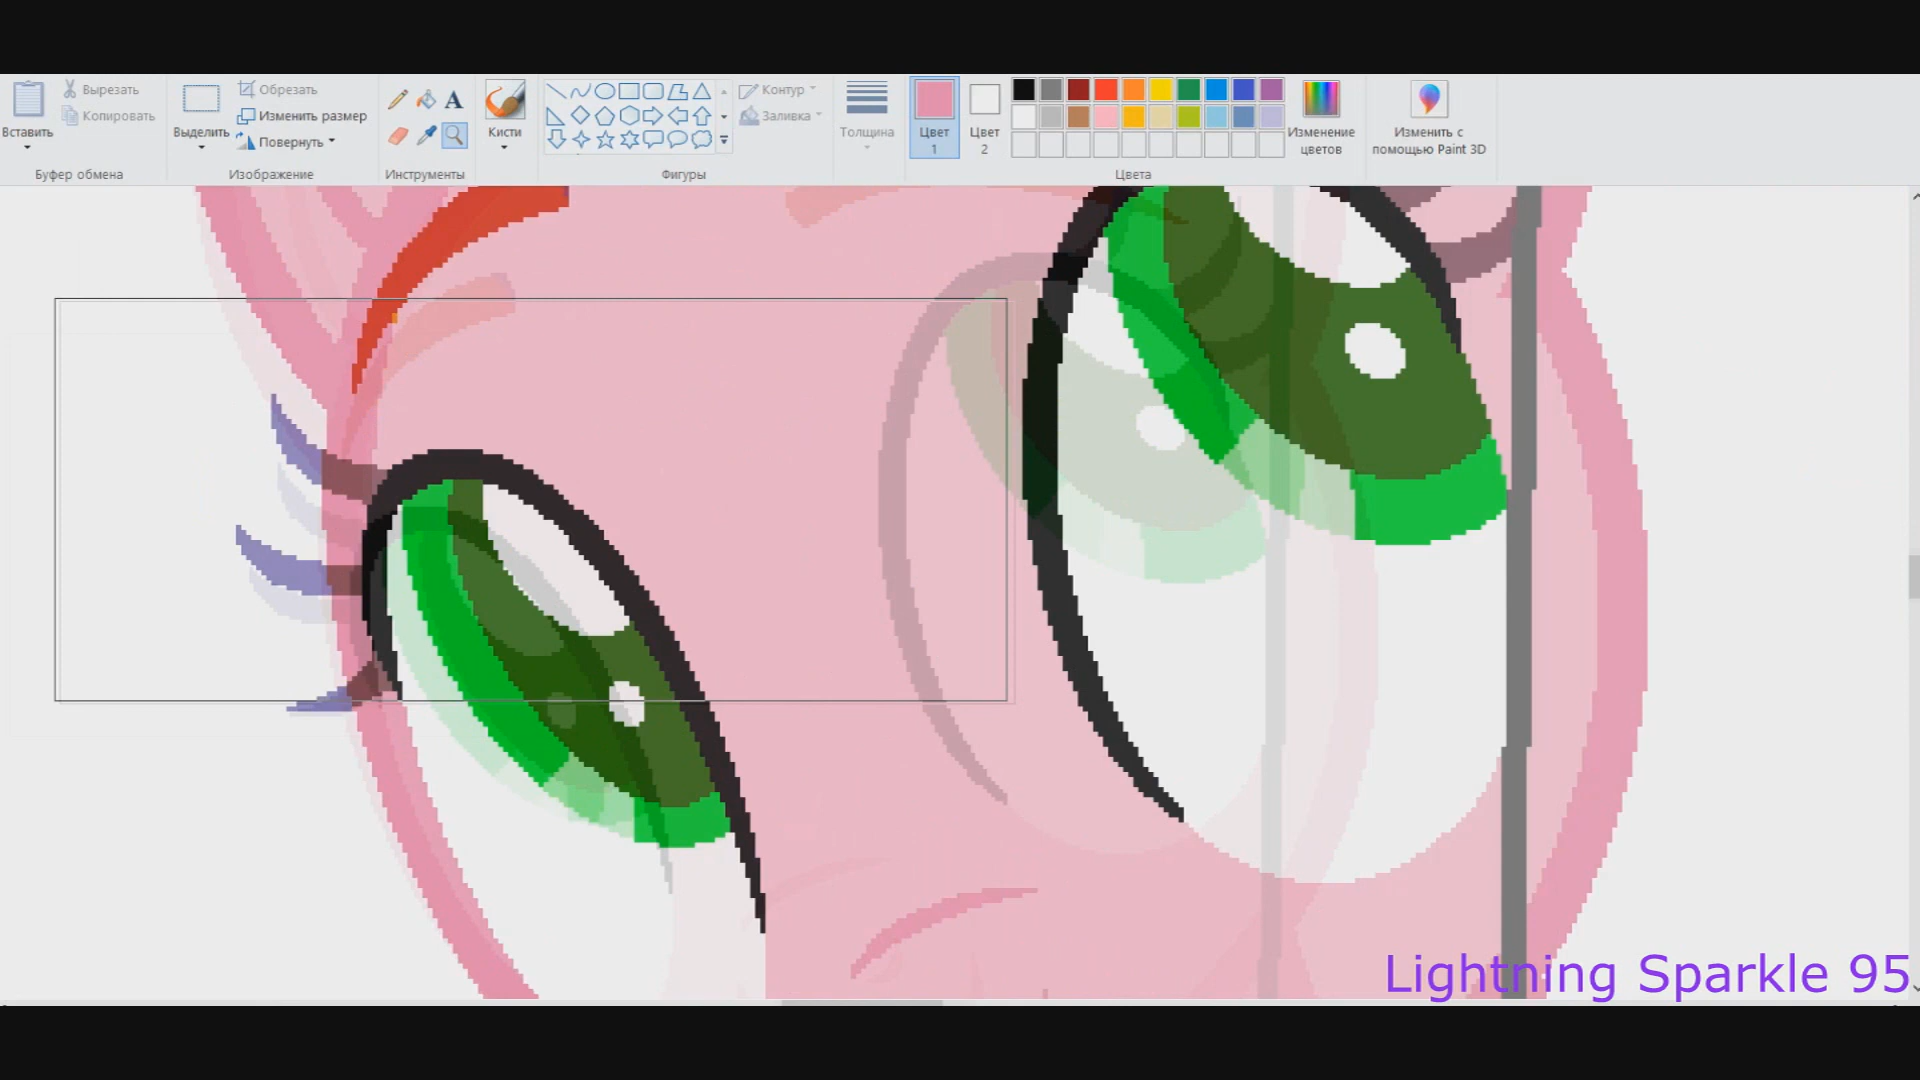 Вырезать
Копировать
Вставить
Буфер обмена
Выделить
Обрезать
Изменить размер
Повернуть
Изображение
A
Инструменты
Кисти
Контур
Заливка
Фигуры
Толщина
Цвет
1
Цвет
2
Изменение
цветов
Цвета
Изменить с
помощью Paint 3D
Lightning Sparkle 95